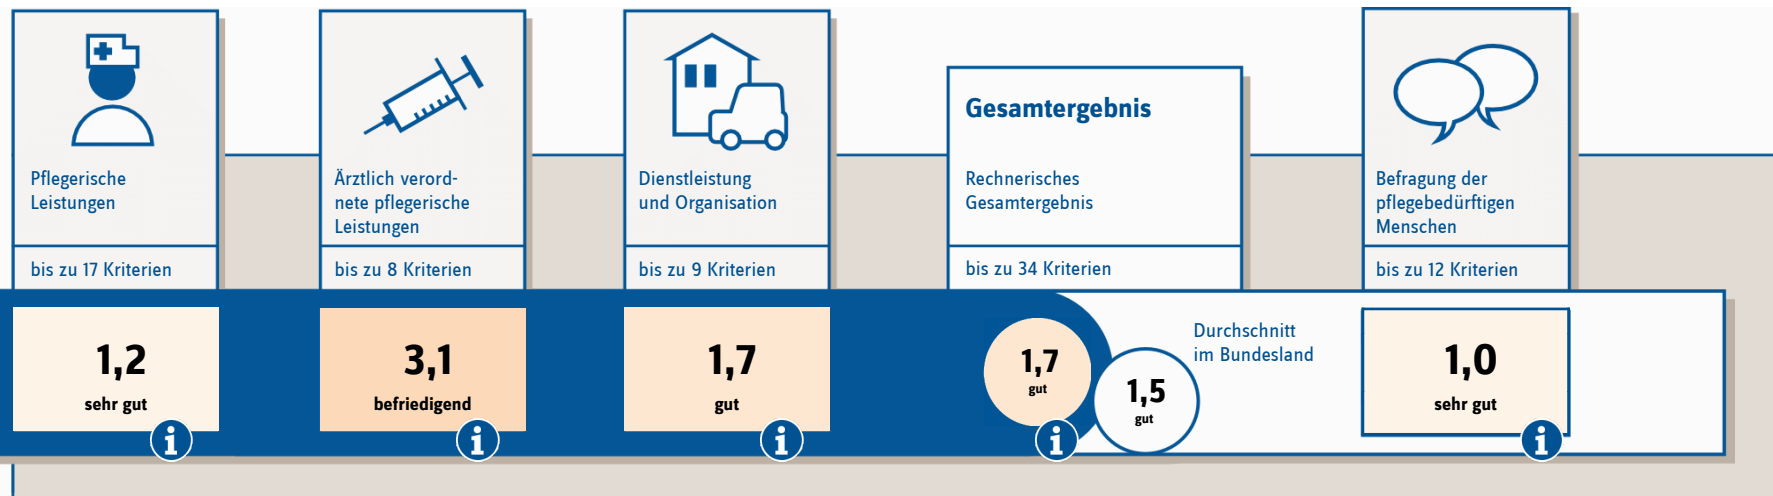 Pflegerische
Leistungen
bis zu 17 Kriterien
1,2
sehr gut
i
Ärztlich verord-
nete pflegerische
Leistungen
bis zu 8 Kriterien
3,1
befriedigend
i
Dienstleistung
und Organisation
bis zu 9 Kriterien
1,7
gut
i
Gesamtergebnis
Rechnerisches
Gesamtergebnis
bis zu 34 Kriterien
1,7
gut
i
Durchschnitt
im Bundesland
1,5
gut
Befragung der
pflegebedürftigen
Menschen
bis zu 12 Kriterien
1,0
sehr gut
i